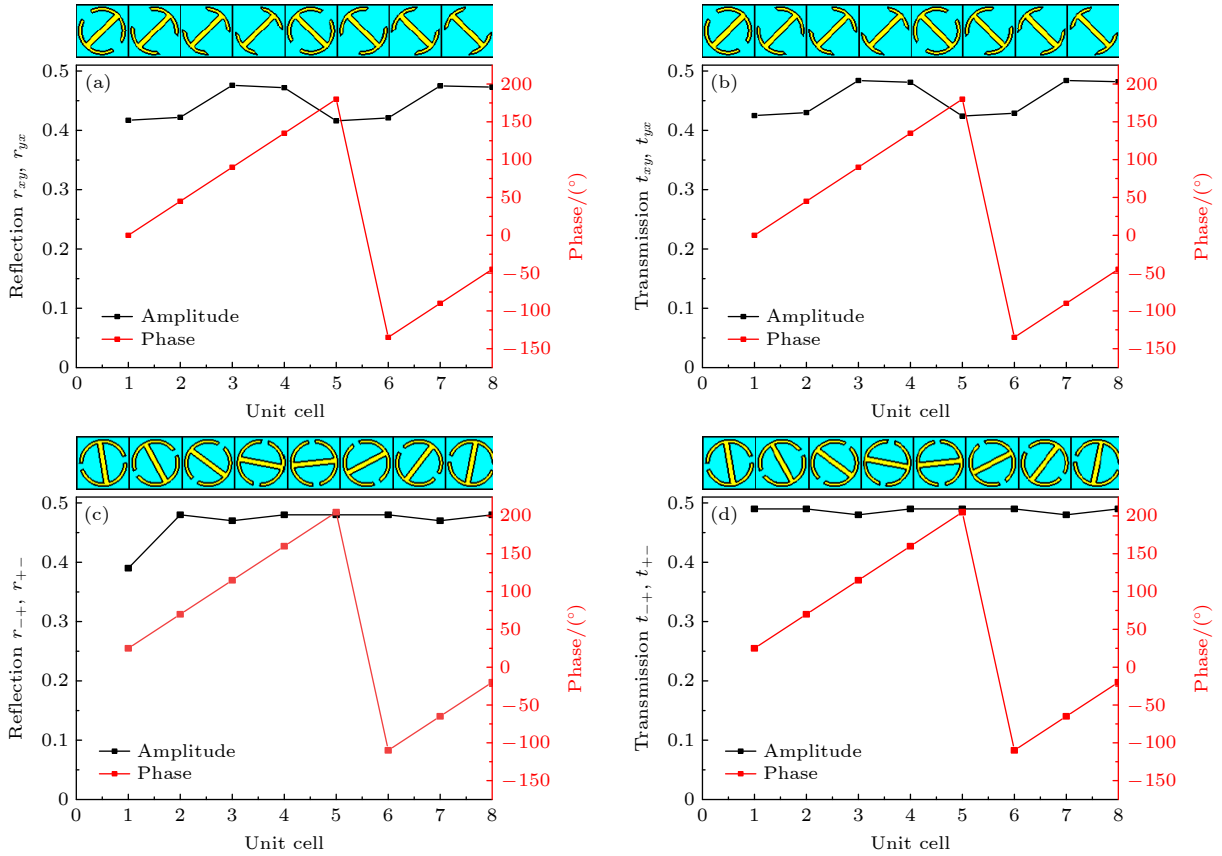 (a)
0.5
0.4
0.3
0.2
0.1
0
Reflection r_xy, r_yx
200
150
100
50
0
−50
−100
−150
Phase/(°)
Amplitude
Phase
0 1 2 3 4 5 6 7 8
Unit cell
(b)
0.5
0.4
0.3
0.2
0.1
0
Transmission t_xy, t_yx
200
150
100
50
0
−50
−100
−150
Phase/(°)
Amplitude
Phase
0 1 2 3 4 5 6 7 8
Unit cell
(c)
0.5
0.4
0.3
0.2
0.1
0
Reflection r_−+, r_+−
200
150
100
50
0
−50
−100
−150
Phase/(°)
Amplitude
Phase
0 1 2 3 4 5 6 7 8
Unit cell
(d)
0.5
0.4
0.3
0.2
0.1
0
Transmission t_−+, t_+−
200
150
100
50
0
−50
−100
−150
Phase/(°)
Amplitude
Phase
0 1 2 3 4 5 6 7 8
Unit cell